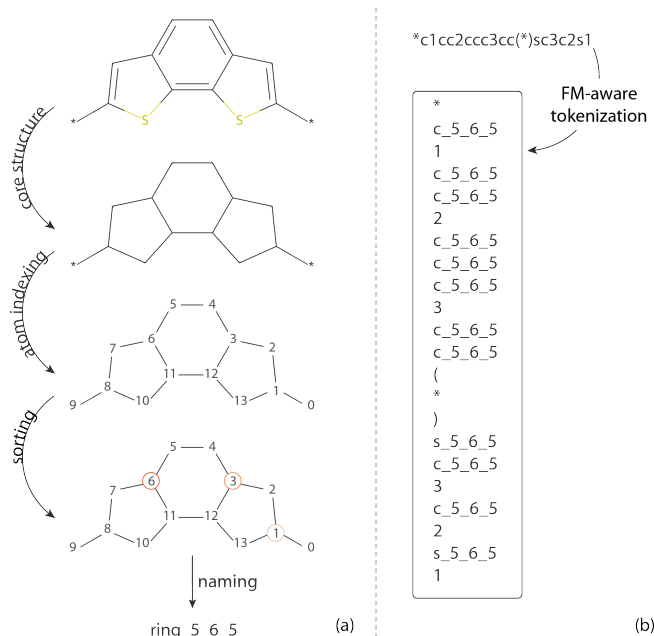 S
S
*
*
core structure
*
*
atom indexing
5
4
6
3
7
2
11
12
8
1
9
10
13
0
sorting
5
4
6
3
7
2
11
12
8
1
9
10
13
0
naming
ring_5_6_5
(a)
*c1cc2ccc3cc(*)sc3c2s1
FM-aware
tokenization
*
c_5_6_5
1
c_5_6_5
c_5_6_5
2
c_5_6_5
c_5_6_5
c_5_6_5
3
c_5_6_5
c_5_6_5
(
*
)
s_5_6_5
c_5_6_5
3
c_5_6_5
2
s_5_6_5
1
(b)